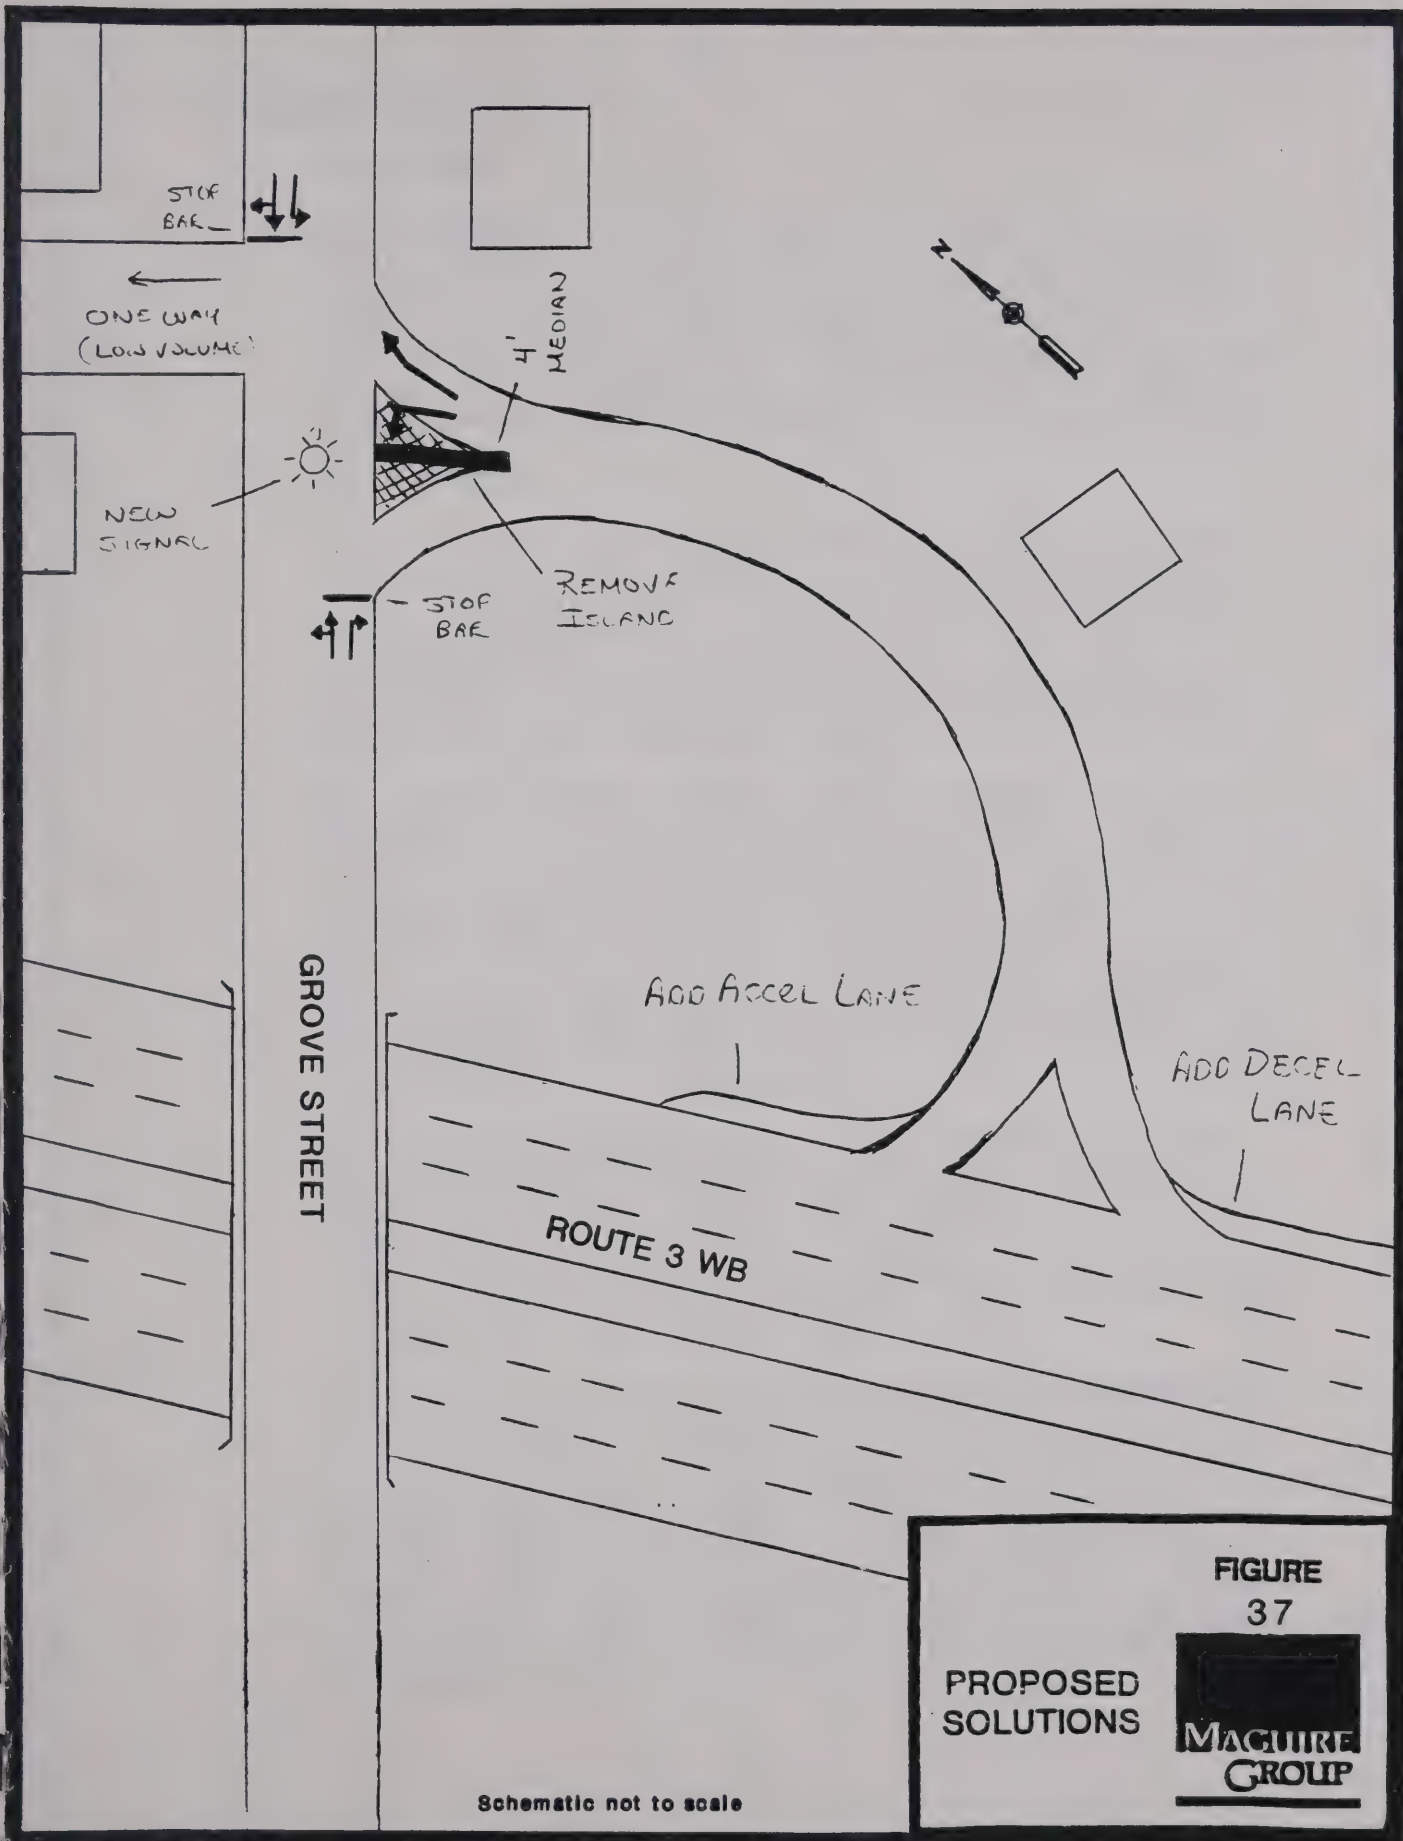 STOP
BAR
ONE WAY
(LOW VOLUME)
4'
MEDIAN
N
NEW
SIGNAL
REMOVE
ISLAND
STOP
BAR
GROVE STREET
ADD ACCEL LANE
ADD DECEL
LANE
ROUTE 3 WB
FIGURE
37
PROPOSED
SOLUTIONS
MAGUIRE
GROUP
Schematic not to scale